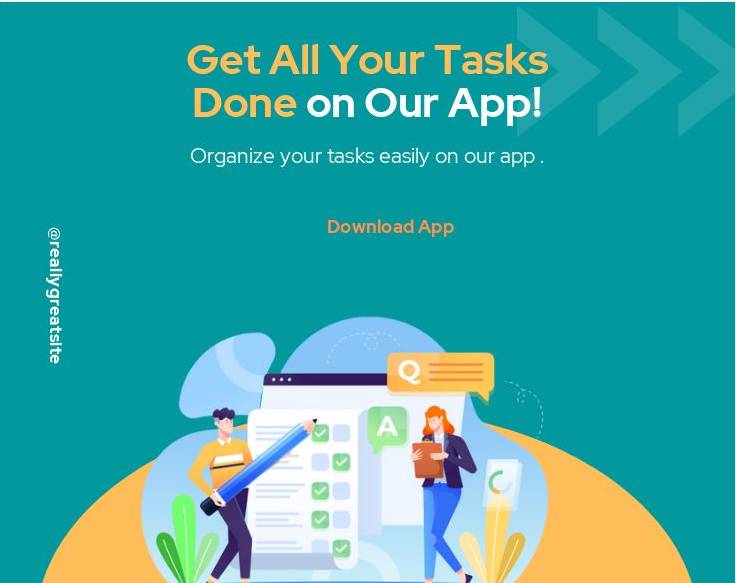 Get All Your Tasks
Done on Our App!
Organize your tasks easily on our app .
Download App
@reallygreatsite
Q
A